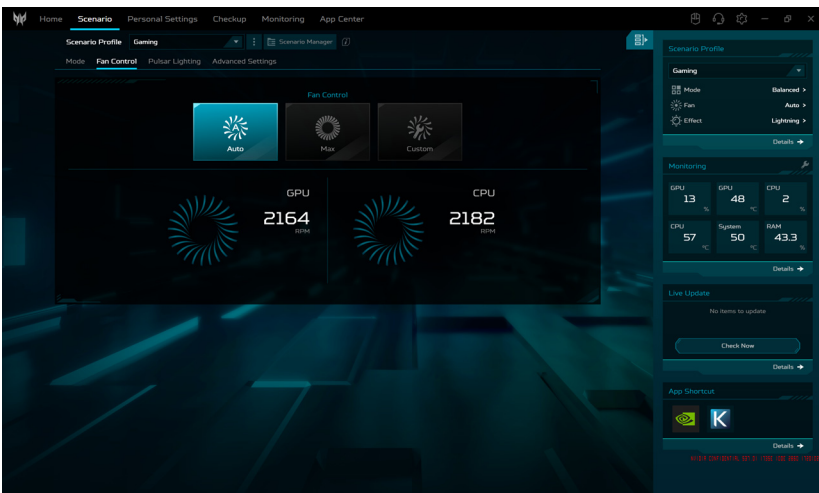 Home Scenario Personal Settings Checkup Monitoring App Center
Scenario Profile Gaming Scenario Manager
Mode Fan Control Pulsar Lighting Advanced Settings
Fan Control
Auto Max Custom
GPU
2164
RPM
CPU
2182
RPM
Scenario Profile
Gaming
Mode Balanced >
Fan Auto >
Effect Lightning >
Details →
Monitoring
GPU
13
%
GPU
48
°C
CPU
2
%
CPU
57
°C
System
50
°C
RAM
43.3
%
Details →
Live Update
No items to update
Check Now
Details →
App Shortcut
K
Details →